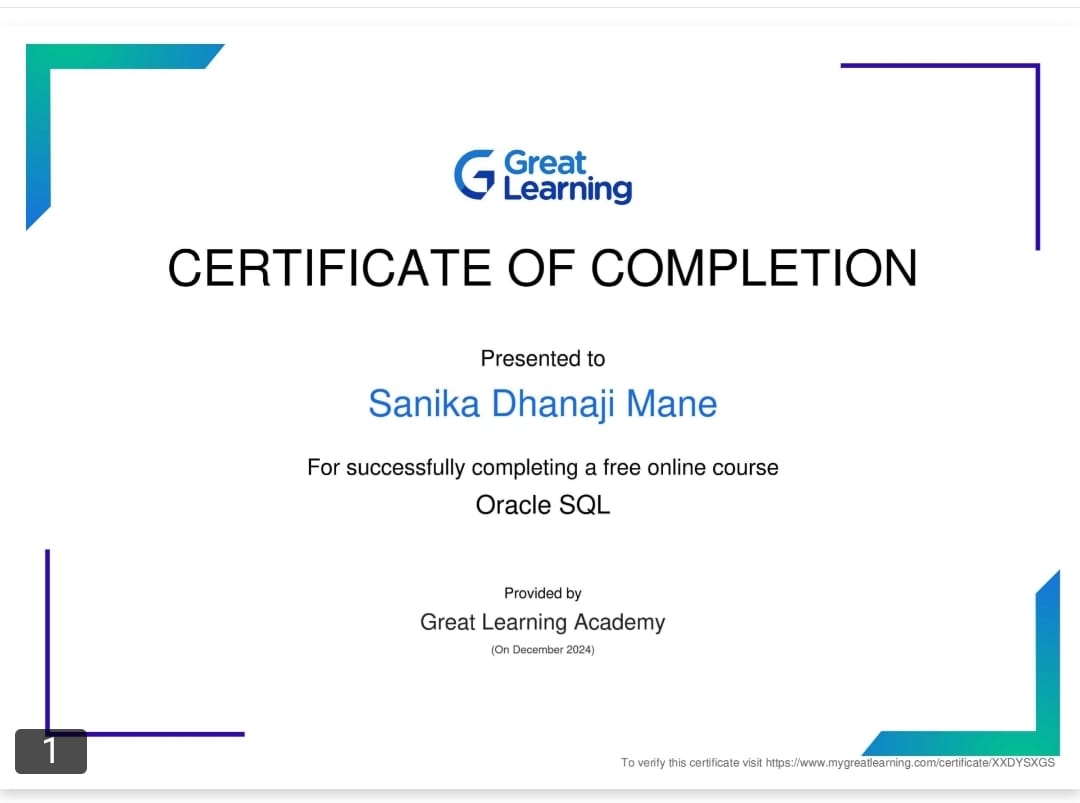 Great
Learning
CERTIFICATE OF COMPLETION
Presented to
Sanika Dhanaji Mane
For successfully completing a free online course
Oracle SQL
Provided by
Great Learning Academy
(On December 2024)
1
To verify this certificate visit https://www.mygreatlearning.com/certificate/XXDYSXGS